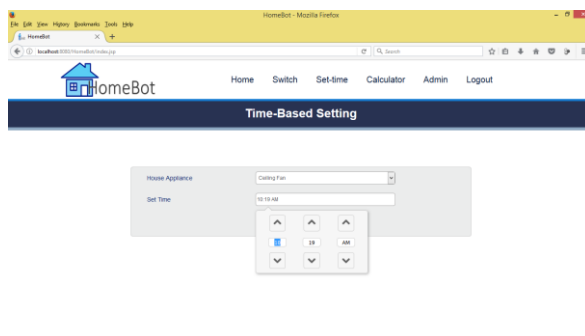 HomeBot - Mozilla Firefox
File Edit View History Bookmarks Tools Help
HomeBot
localhost:8080/HomeBot/index.jsp
Search
HomeBot
Home Switch Set-time Calculator Admin Logout
Time-Based Setting
House Appliance Ceiling Fan
Set Time 10:19 AM
10 19 AM